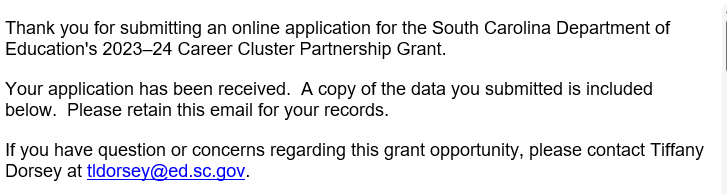 Thank you for submitting an online application for the South Carolina Department of
Education's 2023–24 Career Cluster Partnership Grant.
Your application has been received.  A copy of the data you submitted is included
below.  Please retain this email for your records.
If you have question or concerns regarding this grant opportunity, please contact Tiffany
Dorsey at tldorsey@ed.sc.gov.